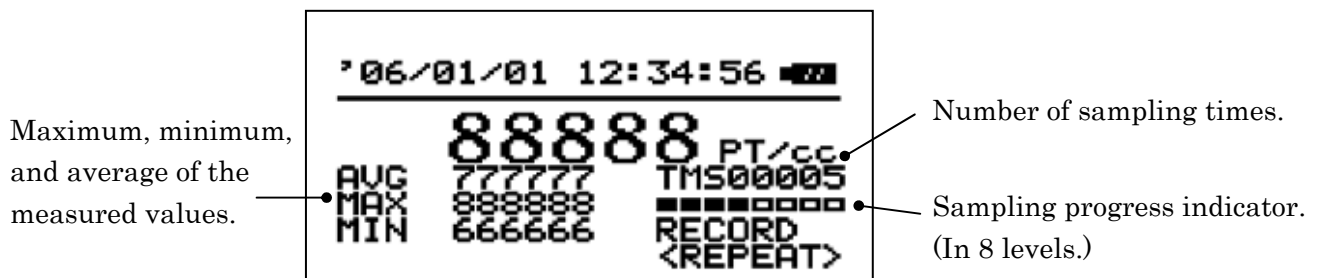 '06/01/01 12:34:56
88888 PT/cc
AVG 777777 TMS00005
MAX 888888
MIN 666666 RECORD
<REPEAT>
Maximum, minimum,
and average of the
measured values.
Number of sampling times.
Sampling progress indicator.
(In 8 levels.)